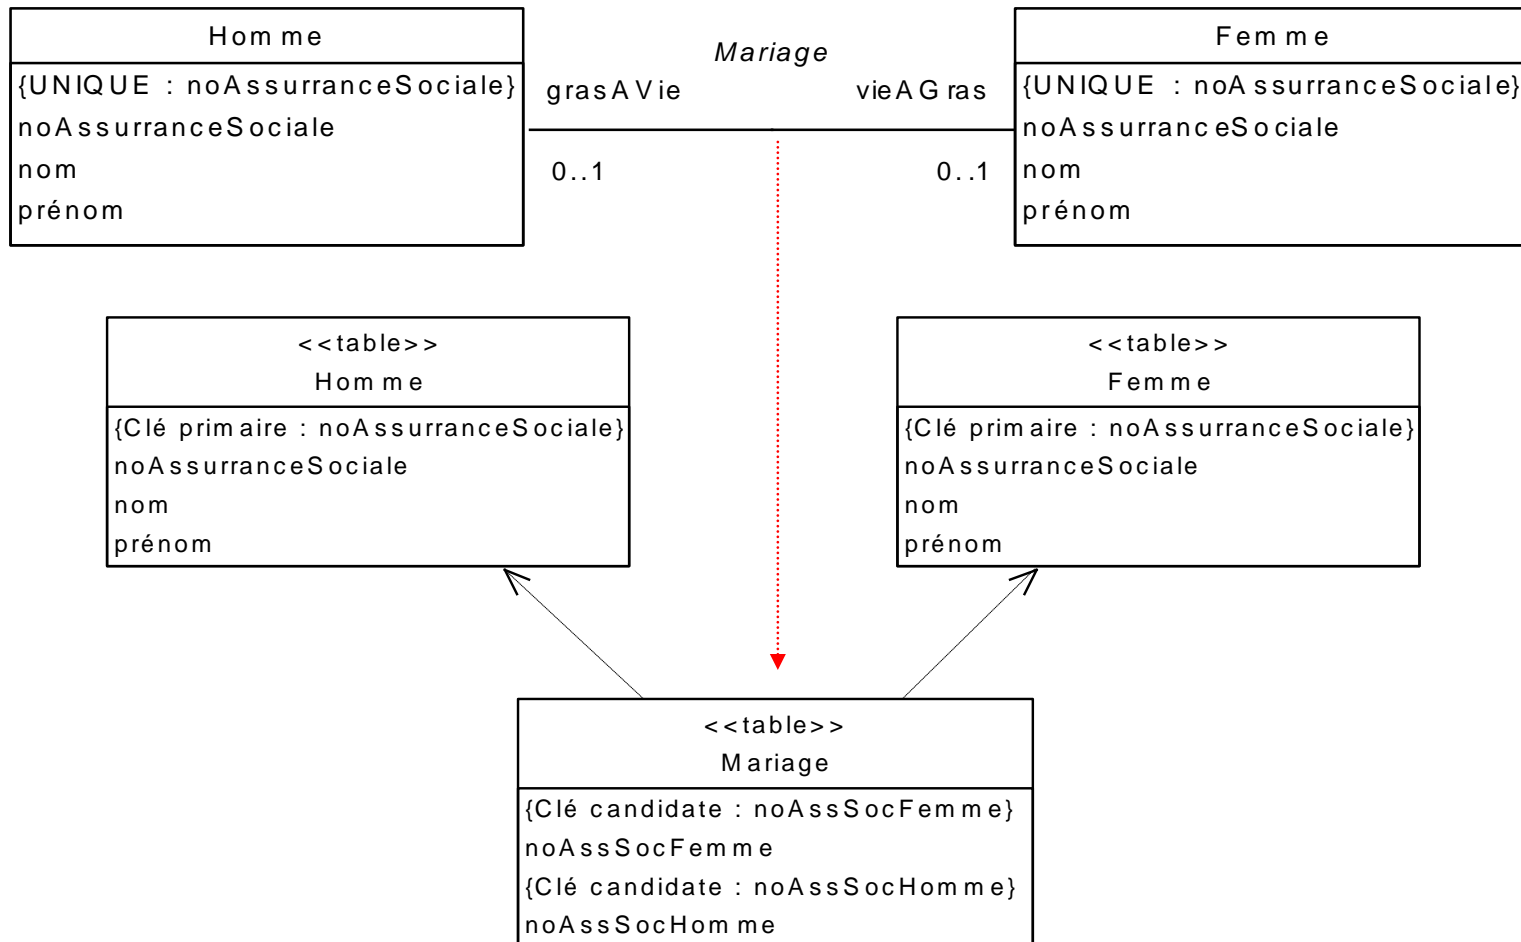 Homme
{UNIQUE : noAssurranceSociale}
noAssurranceSociale
nom
prénom
Mariage
grasAVie
vieAGras
0..1
0..1
Femme
{UNIQUE : noAssurranceSociale}
noAssurranceSociale
nom
prénom
<<table>>
Homme
{Clé primaire : noAssurranceSociale}
noAssurranceSociale
nom
prénom
<<table>>
Femme
{Clé primaire : noAssurranceSociale}
noAssurranceSociale
nom
prénom
<<table>>
Mariage
{Clé candidate : noAssSocFemme}
noAssSocFemme
{Clé candidate : noAssSocHomme}
noAssSocHomme